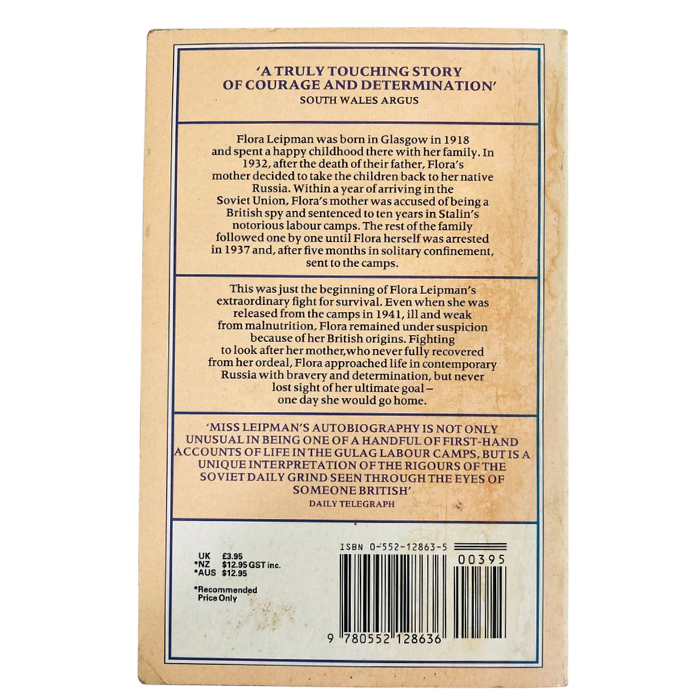 ‘A TRULY TOUCHING STORY
OF COURAGE AND DETERMINATION’
SOUTH WALES ARGUS
Flora Leipman was born in Glasgow in 1918
and spent a happy childhood there with her family. In
1932, after the death of their father, Flora’s
mother decided to take the children back to her native
Russia. Within a year of arriving in the
Soviet Union, Flora’s mother was accused of being a
British spy and sentenced to ten years in Stalin’s
notorious labour camps. The rest of the family
followed one by one until Flora herself was arrested
in 1937 and, after five months in solitary confinement,
sent to the camps.
This was just the beginning of Flora Leipman’s
extraordinary fight for survival. Even when she was
released from the camps in 1941, ill and weak
from malnutrition, Flora remained under suspicion
because of her British origins. Fighting
to look after her mother,who never fully recovered
from her ordeal, Flora approached life in contemporary
Russia with bravery and determination, but never
lost sight of her ultimate goal –
one day she would go home.
‘MISS LEIPMAN’S AUTOBIOGRAPHY IS NOT ONLY
UNUSUAL IN BEING ONE OF A HANDFUL OF FIRST-HAND
ACCOUNTS OF LIFE IN THE GULAG LABOUR CAMPS, BUT IS A
UNIQUE INTERPRETATION OF THE RIGOURS OF THE
SOVIET DAILY GRIND SEEN THROUGH THE EYES OF
SOMEONE BRITISH’
DAILY TELEGRAPH
UK £3.95
*NZ $12.95 GST inc.
*AUS $12.95
*Recommended
Price Only
ISBN 0-552-12863-5
00395
9 780552 128636